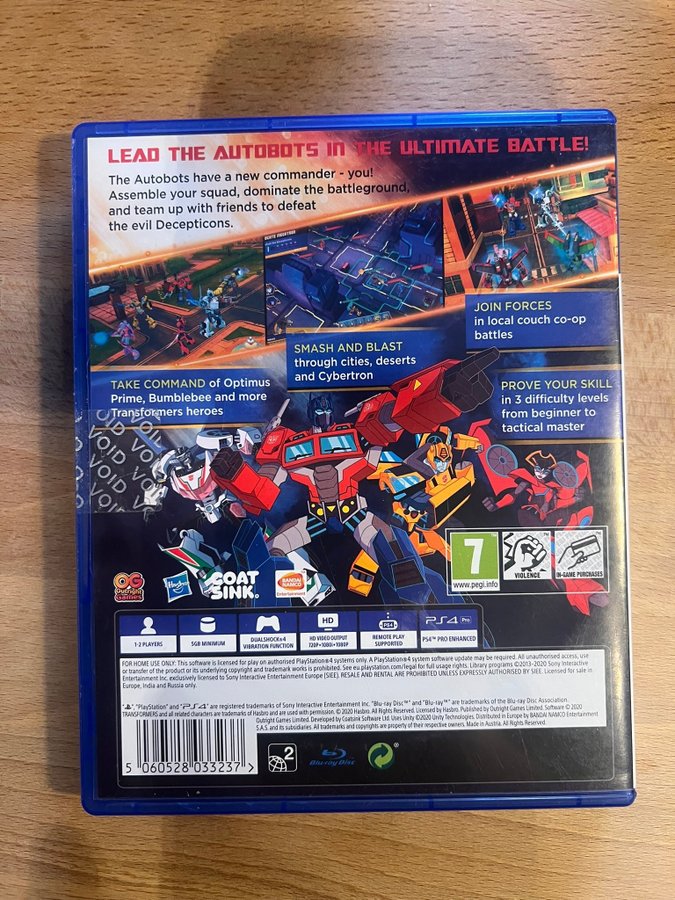 LEAD THE AUTOBOTS IN THE ULTIMATE BATTLE!
The Autobots have a new commander - you!
Assemble your squad, dominate the battleground,
and team up with friends to defeat
the evil Decepticons.
JOIN FORCES
in local couch co-op
battles
SMASH AND BLAST
through cities, deserts
and Cybertron
TAKE COMMAND of Optimus
Prime, Bumblebee and more
Transformers heroes
PROVE YOUR SKILL
in 3 difficulty levels
from beginner to
tactical master
VOID
VOID
VOID
7
www.pegi.info
VIOLENCE
IN-GAME PURCHASES
OG
Outright
Games
Hasbro
COAT
SINK.
BANDAI
NAMCO
Entertainment
1-2 PLAYERS
5GB MINIMUM
DUALSHOCK®4
VIBRATION FUNCTION
HD
HD VIDEO OUTPUT
720P•1080i•1080P
PS4
REMOTE PLAY
SUPPORTED
PS4 Pro
PS4™ PRO ENHANCED
FOR HOME USE ONLY: This software is licensed for play on authorised PlayStation®4 systems only. A PlayStation®4 system software update may be required. All unauthorised access, use
or transfer of the product or its underlying copyright and trademark works is prohibited. See eu.playstation.com/legal for full usage rights. Library programs ©2013-2020 Sony Interactive
Entertainment Inc. exclusively licensed to Sony Interactive Entertainment Europe (SIEE). RESALE AND RENTAL ARE PROHIBITED UNLESS EXPRESSLY AUTHORISED BY SIEE. Licensed for sale in
Europe, India and Russia only.
"PlayStation" and "PS4" are registered trademarks of Sony Interactive Entertainment Inc. "Blu-ray Disc™" and "Blu-ray™" are trademarks of the Blu-ray Disc Association.
TRANSFORMERS and all related characters are trademarks of Hasbro and are used with permission. © 2020 Hasbro. All Rights Reserved. Licensed by Hasbro. Published by Outright Games Limited. Software © 2020
Outright Games Limited. Developed by Coatsink Software Ltd. Uses Unity ©2020 Unity Technologies. Distributed in Europe by BANDAI NAMCO Entertainment
S.A.S. and its subsidiaries. All trademarks and copyrights are property of their respective owners. Made in Austria. All Rights Reserved.
5 060528 033237 >
2
Blu-ray Disc